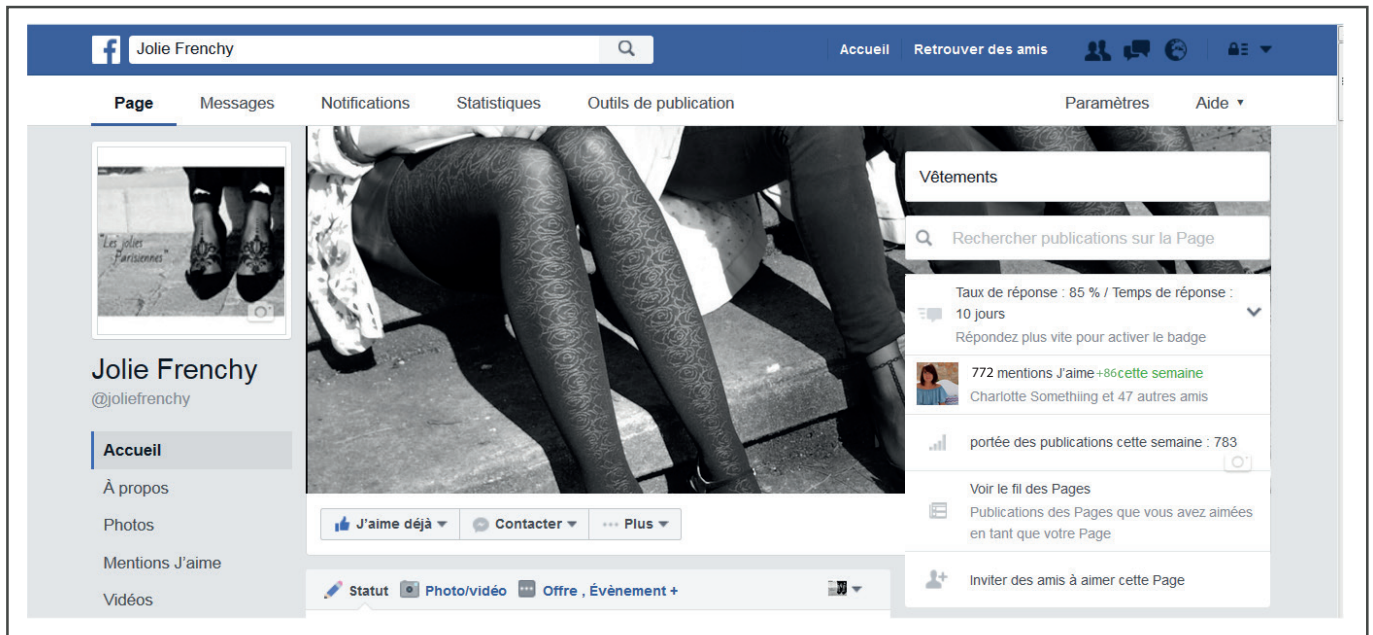 f Jolie Frenchy Accueil Retrouver des amis
Page Messages Notifications Statistiques Outils de publication Paramètres Aide
"Les jolies
Parisiennes"
Jolie Frenchy
@joliefrenchy
Accueil
À propos
Photos
Mentions J'aime
Vidéos
J'aime déjà Contacter Plus
Statut Photo/vidéo Offre , Évènement +
Vêtements
Rechercher publications sur la Page
Taux de réponse : 85 % / Temps de réponse :
10 jours
Répondez plus vite pour activer le badge
772 mentions J'aime +86cette semaine
Charlotte Somethiing et 47 autres amis
portée des publications cette semaine : 783
Voir le fil des Pages
Publications des Pages que vous avez aimées
en tant que votre Page
Inviter des amis à aimer cette Page